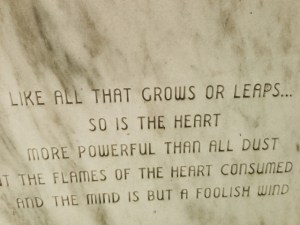 LIKE ALL THAT GROWS OR LEAPS...
SO IS THE HEART
MORE POWERFUL THAN ALL DUST
THE FLAMES OF THE HEART CONSUMED
AND THE MIND IS BUT A FOOLISH WIND